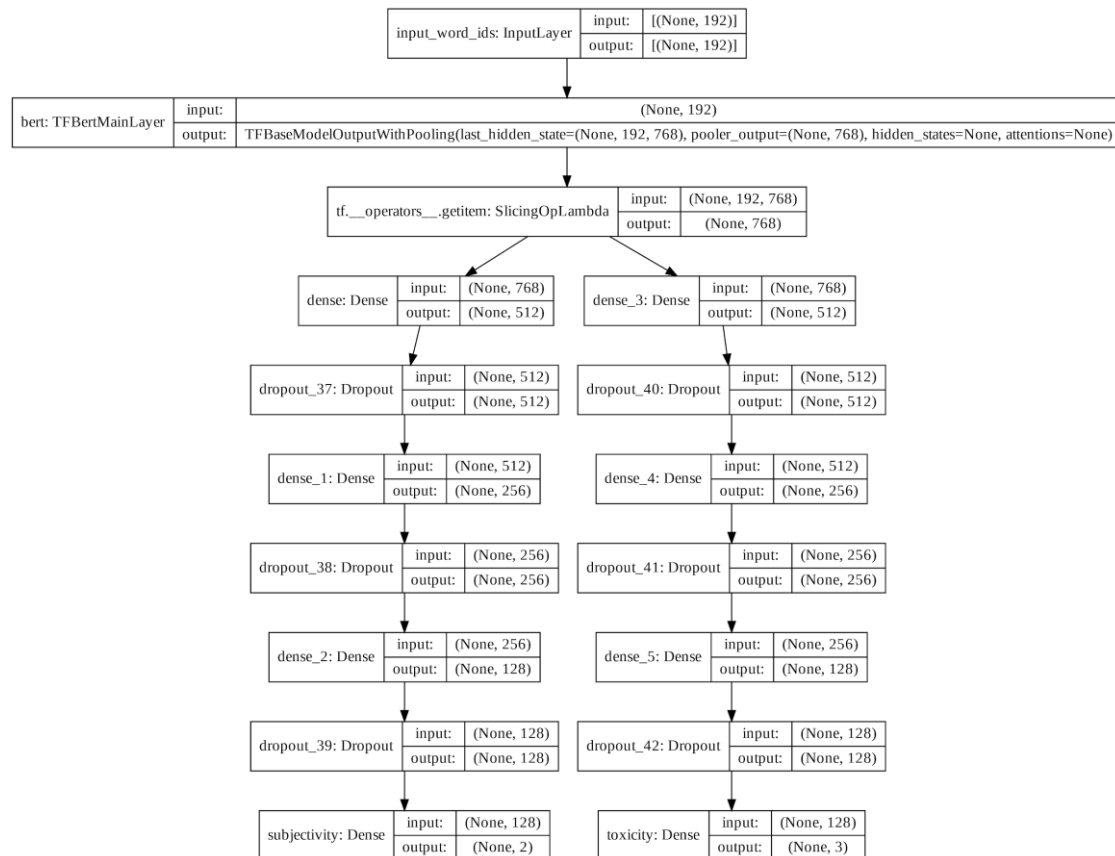 input_word_ids: InputLayer
input: [(None, 192)]
output: [(None, 192)]
bert: TFBertMainLayer
input: (None, 192)
output: TFBaseModelOutputWithPooling(last_hidden_state=(None, 192, 768), pooler_output=(None, 768), hidden_states=None, attentions=None)
tf.__operators__.getitem: SlicingOpLambda
input: (None, 192, 768)
output: (None, 768)
dense: Dense
input: (None, 768)
output: (None, 512)
dense_3: Dense
input: (None, 768)
output: (None, 512)
dropout_37: Dropout
input: (None, 512)
output: (None, 512)
dropout_40: Dropout
input: (None, 512)
output: (None, 512)
dense_1: Dense
input: (None, 512)
output: (None, 256)
dense_4: Dense
input: (None, 512)
output: (None, 256)
dropout_38: Dropout
input: (None, 256)
output: (None, 256)
dropout_41: Dropout
input: (None, 256)
output: (None, 256)
dense_2: Dense
input: (None, 256)
output: (None, 128)
dense_5: Dense
input: (None, 256)
output: (None, 128)
dropout_39: Dropout
input: (None, 128)
output: (None, 128)
dropout_42: Dropout
input: (None, 128)
output: (None, 128)
subjectivity: Dense
input: (None, 128)
output: (None, 2)
toxicity: Dense
input: (None, 128)
output: (None, 3)